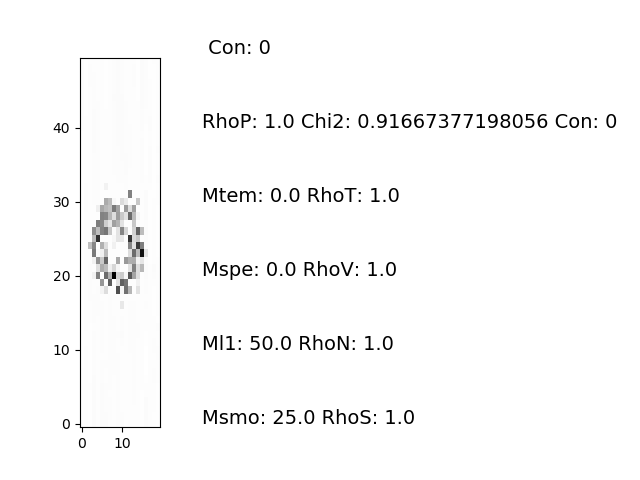 Con: 0
RhoP: 1.0 Chi2: 0.91667377198056 Con: 0
40
Mtem: 0.0 RhoT: 1.0
30
Mspe: 0.0 RhoV: 1.0
20
Ml1: 50.0 RhoN: 1.0
10
Msmo: 25.0 RhoS: 1.0
0
0 10